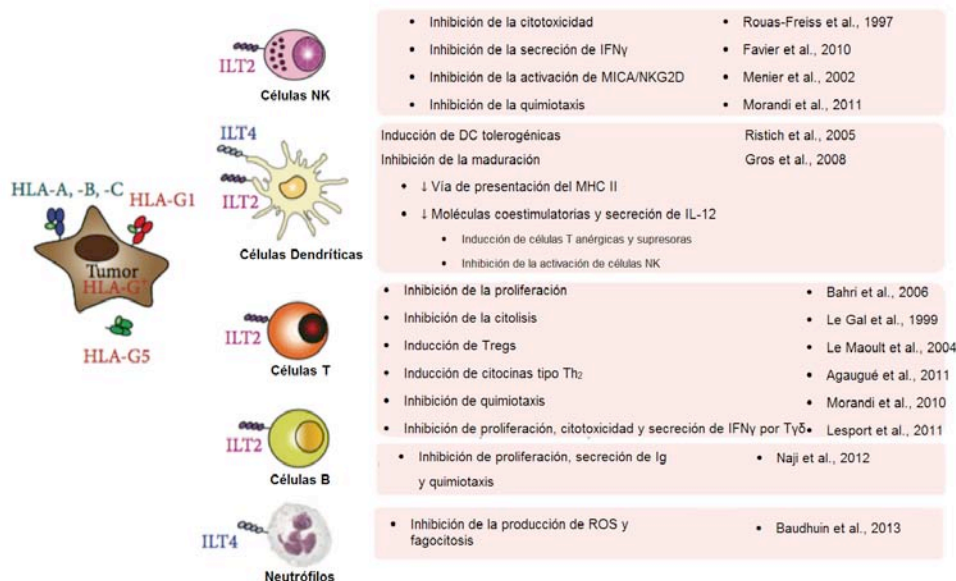 HLA-A, -B, -C
HLA-G1
Tumor
HLA-G+
HLA-G5
ILT2
Células NK
• Inhibición de la citotoxicidad • Rouas-Freiss et al., 1997
• Inhibición de la secreción de IFNγ • Favier et al., 2010
• Inhibición de la activación de MICA/NKG2D • Menier et al., 2002
• Inhibición de la quimiotaxis • Morandi et al., 2011
ILT4
ILT2
Células Dendríticas
Inducción de DC tolerogénicas Ristich et al., 2005
Inhibición de la maduración Gros et al., 2008
• ↓ Vía de presentación del MHC II
• ↓ Moléculas coestimulatorias y secreción de IL-12
• Inducción de células T anérgicas y supresoras
• Inhibición de la activación de células NK
ILT2
Células T
• Inhibición de la proliferación • Bahri et al., 2006
• Inhibición de la citolisis • Le Gal et al., 1999
• Inducción de Tregs • Le Maoult et al., 2004
• Inducción de citocinas tipo Th2 • Agaugué et al., 2011
• Inhibición de quimiotaxis • Morandi et al., 2010
• Inhibición de proliferación, citotoxicidad y secreción de IFNγ por Tγδ • Lesport et al., 2011
ILT2
Células B
• Inhibición de proliferación, secreción de Ig • Naji et al., 2012
y quimiotaxis
ILT4
Neutrófilos
• Inhibición de la producción de ROS y • Baudhuin et al., 2013
fagocitosis